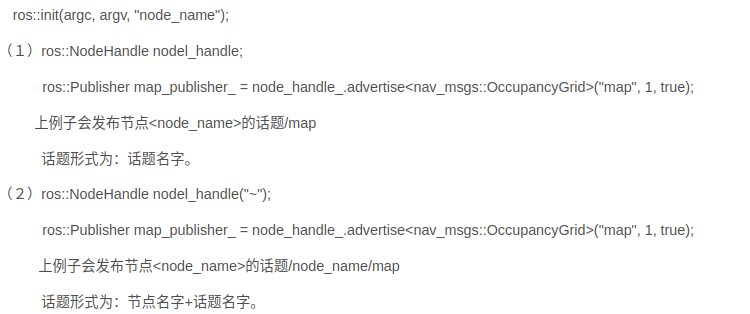 ros::init(argc, argv, "node_name");
（１）ros::NodeHandle nodel_handle;
ros::Publisher map_publisher_ = node_handle_.advertise<nav_msgs::OccupancyGrid>("map", 1, true);
上例子会发布节点<node_name>的话题/map
话题形式为：话题名字。
（２）ros::NodeHandle nodel_handle("~");
ros::Publisher map_publisher_ = node_handle_.advertise<nav_msgs::OccupancyGrid>("map", 1, true);
上例子会发布节点<node_name>的话题/node_name/map
话题形式为：节点名字+话题名字。